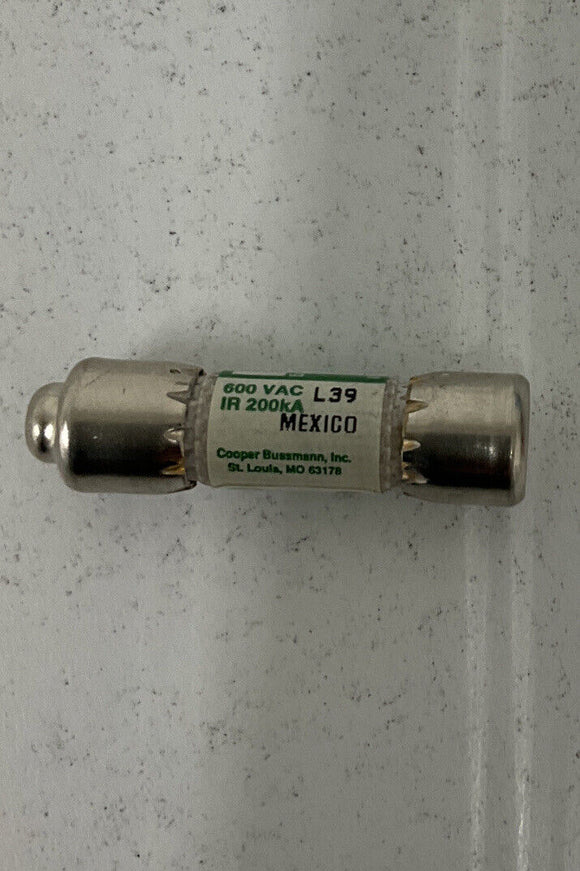 600 VAC L39
IR 200kA
MEXICO
Cooper Bussmann, Inc.
St. Louis, MO 63178